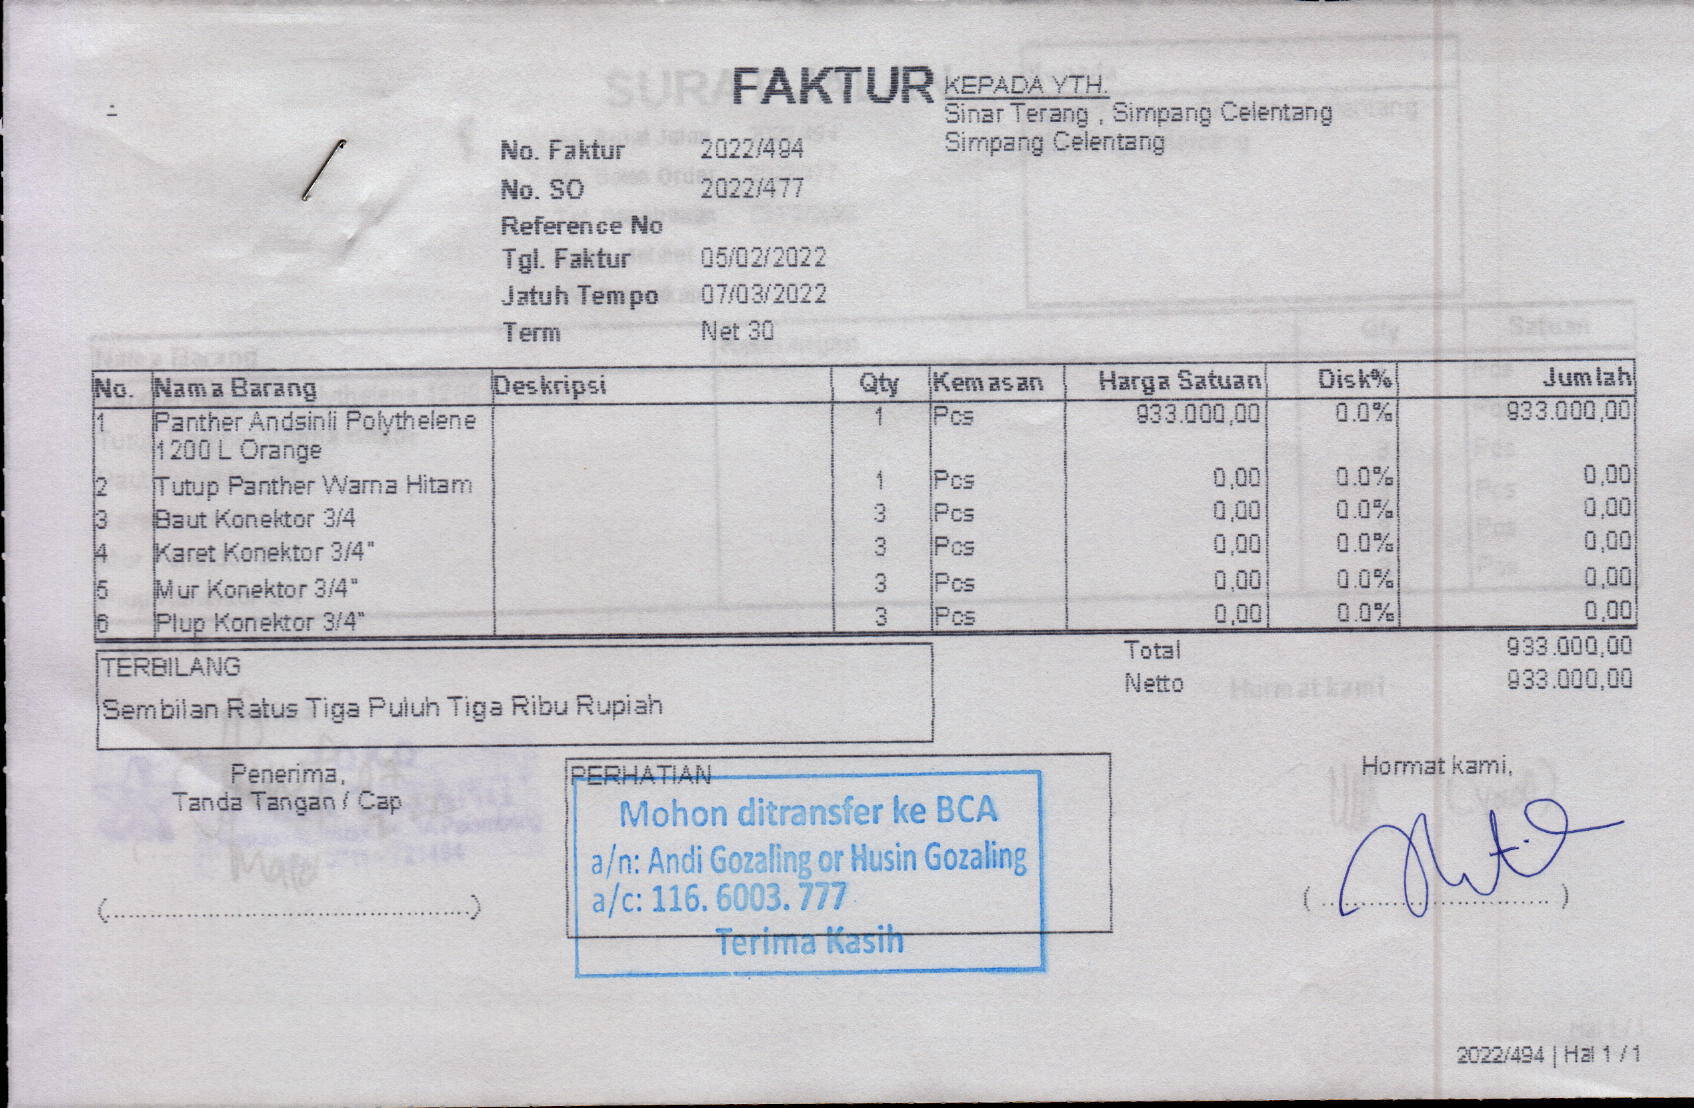 FAKTUR
KEPADA YTH.
Sinar Terang , Simpang Celentang
Simpang Celentang
No. Faktur 2022/494
No. SO 2022/477
Reference No
Tgl. Faktur 05/02/2022
Jatuh Tempo 07/03/2022
Term Net 30
No. Nama Barang Deskripsi Qty Kemasan Harga Satuan Disk% Jumlah
1 Panther Andsinli Polythelene 1 Pcs 933.000,00 0.0% 933.000,00
1200 L Orange
2 Tutup Panther Warna Hitam 1 Pcs 0,00 0.0% 0,00
3 Baut Konektor 3/4 3 Pcs 0,00 0.0% 0,00
4 Karet Konektor 3/4" 3 Pcs 0,00 0.0% 0,00
5 Mur Konektor 3/4" 3 Pcs 0,00 0.0% 0,00
6 Plup Konektor 3/4" 3 Pcs 0,00 0.0% 0,00
Total 933.000,00
Netto 933.000,00
TERBILANG
Sembilan Ratus Tiga Puluh Tiga Ribu Rupiah
Penerima,
Tanda Tangan / Cap
PERHATIAN
Mohon ditransfer ke BCA
a/n: Andi Gozaling or Husin Gozaling
a/c: 116. 6003. 777
Terima Kasih
Hormat kami,
2022/494 | Hal 1 / 1